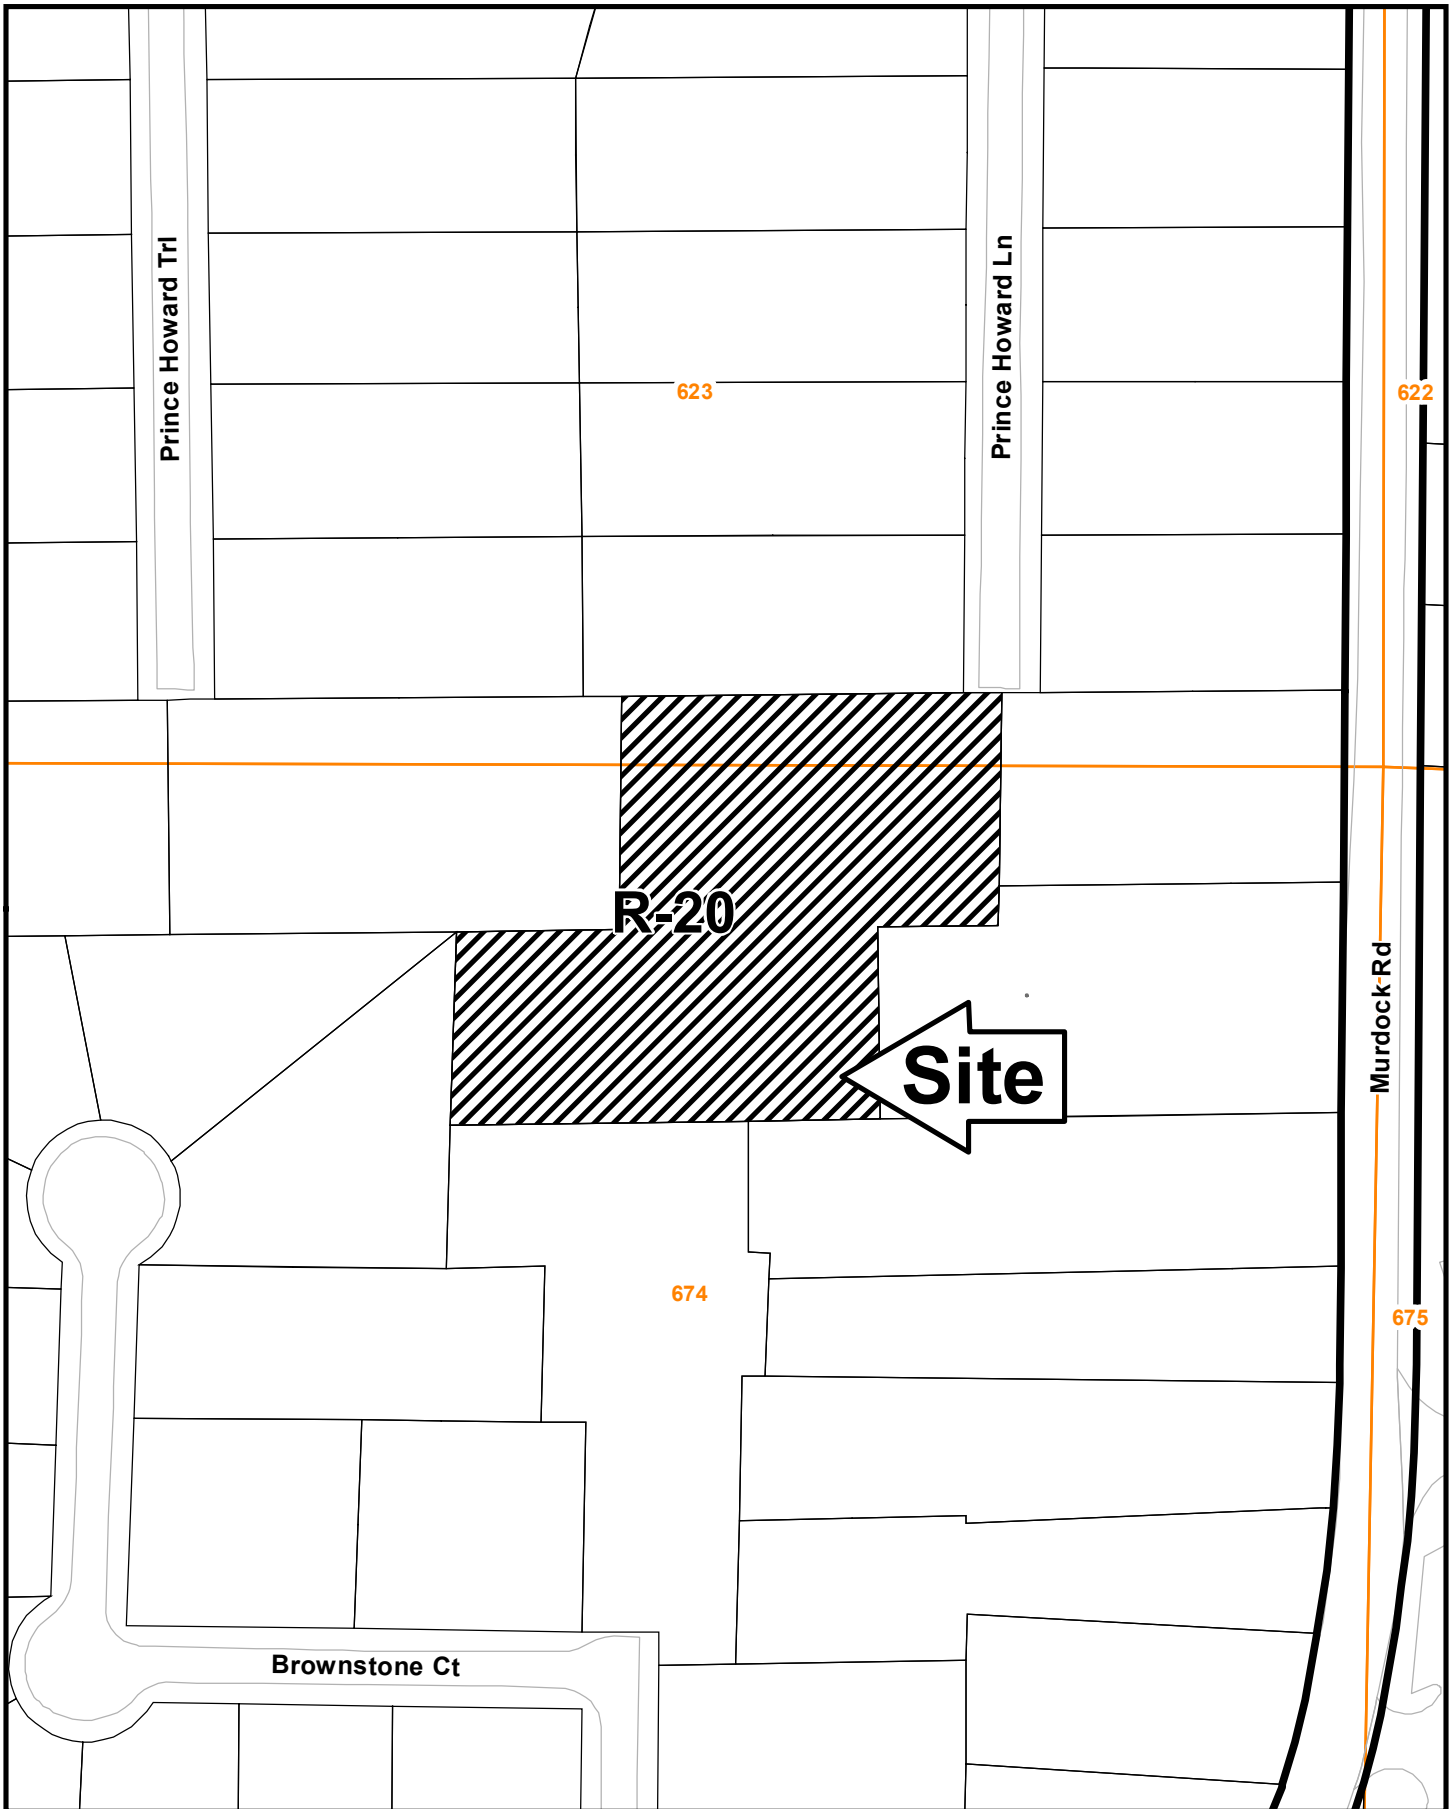 Prince Howard Trl
Prince Howard Ln
623
622
R-20
Murdock Rd
Site
674
675
Brownstone Ct